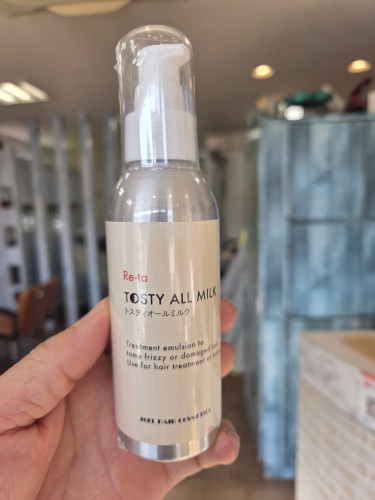 Re-ta
TOSTY ALL MILK
トスティオールミルク
Treatment emulsion to
tame frizzy or damaged hair
Use for hair treatment at
JOEL HAIR COSMETICS